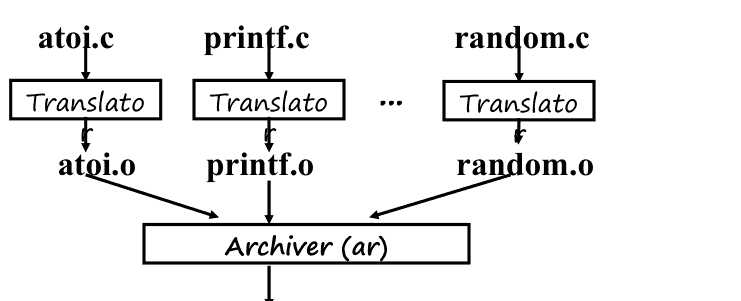 atoi.c printf.c random.c
Translato Translato ... Translato
r r r
atoi.o printf.o random.o
Archiver (ar)